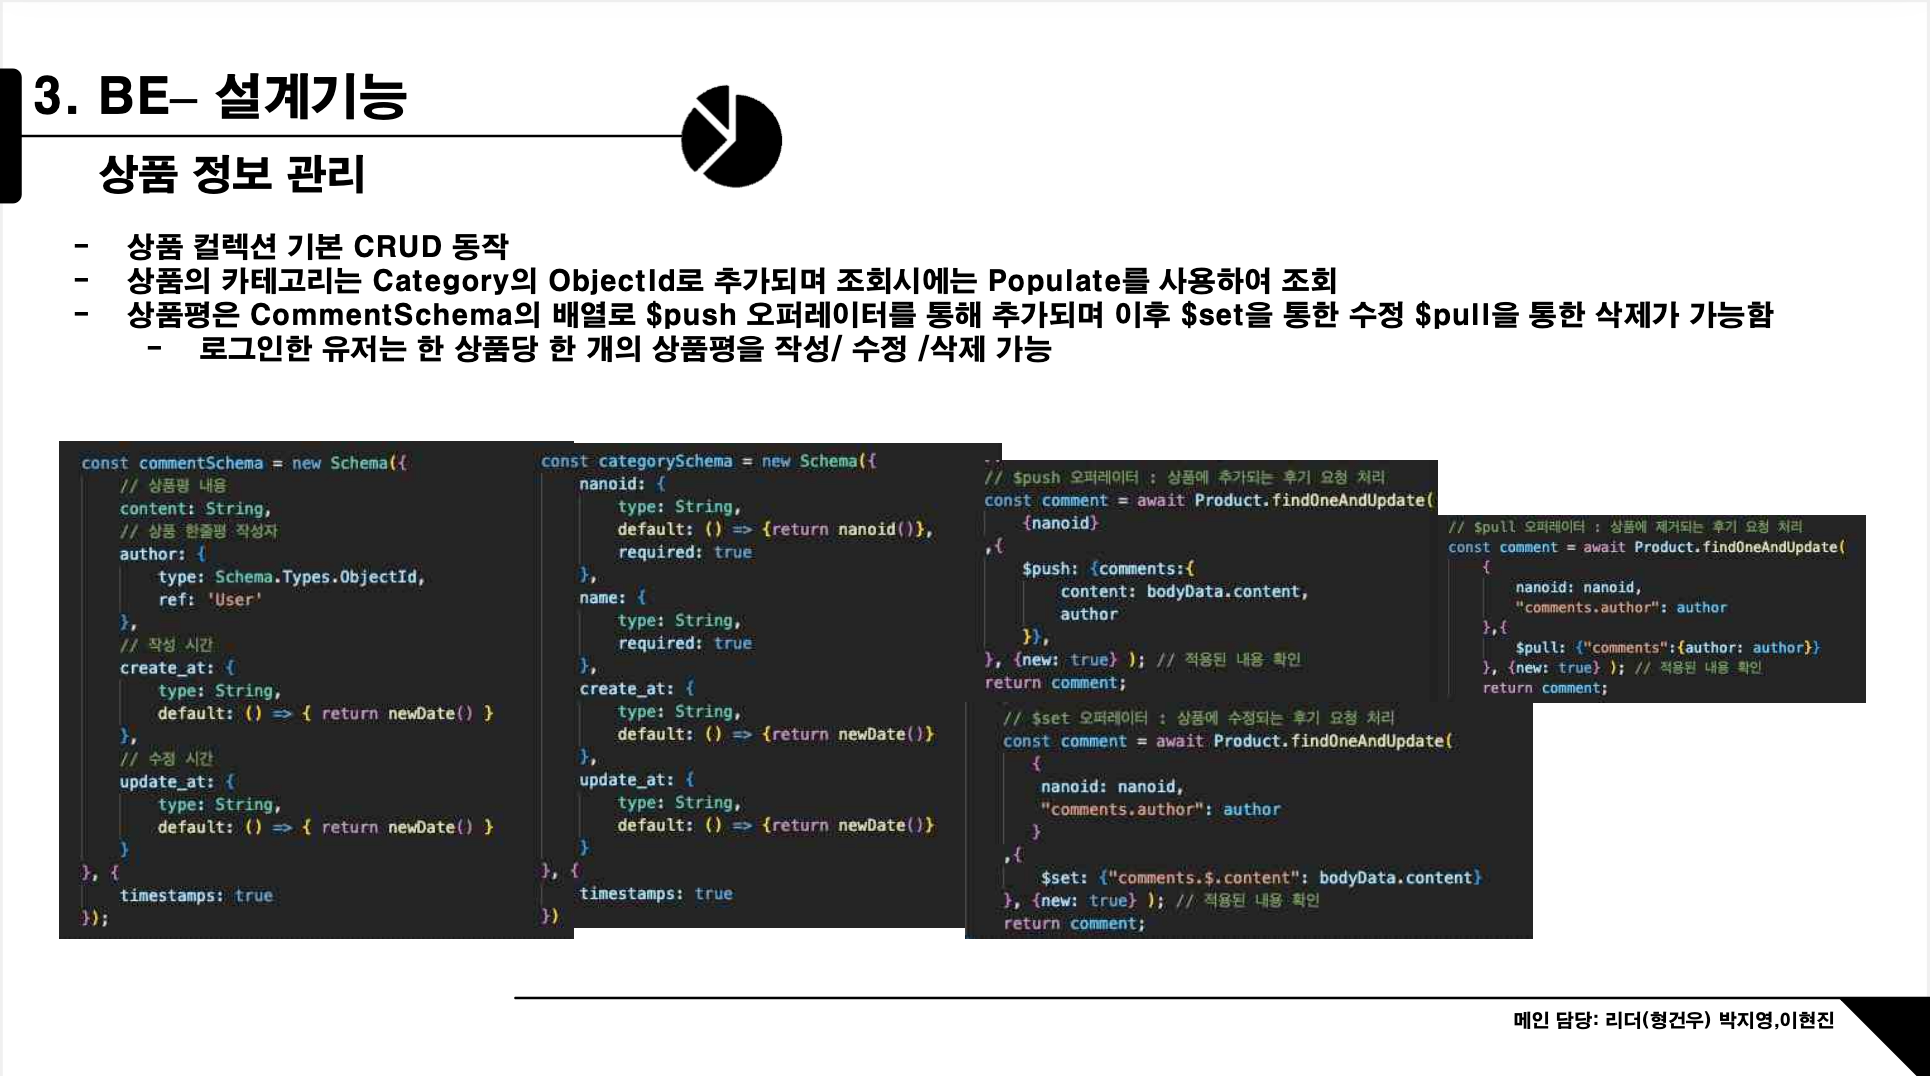 3. BE– 설계기능
상품 정보 관리
- 상품 컬렉션 기본 CRUD 동작
- 상품의 카테고리는 Category의 ObjectId로 추가되며 조회시에는 Populate를 사용하여 조회
- 상품평은 CommentSchema의 배열로 $push 오퍼레이터를 통해 추가되며 이후 $set을 통한 수정 $pull을 통한 삭제가 가능함
- 로그인한 유저는 한 상품당 한 개의 상품평을 작성/ 수정 /삭제 가능
const commentSchema = new Schema({
// 상품평 내용
content: String,
// 상품 한줄평 작성자
author: {
type: Schema.Types.ObjectId,
ref: 'User'
},
// 작성 시간
create_at: {
type: String,
default: () => { return newDate() }
},
// 수정 시간
update_at: {
type: String,
default: () => { return newDate() }
}
}, {
timestamps: true
});
const categorySchema = new Schema({
nanoid: {
type: String,
default: () => {return nanoid()},
required: true
},
name: {
type: String,
required: true
},
create_at: {
type: String,
default: () => {return newDate()}
},
update_at: {
type: String,
default: () => {return newDate()}
}
}, {
timestamps: true
})
// $push 오퍼레이터 : 상품에 추가되는 후기 요청 처리
const comment = await Product.findOneAndUpdate(
{nanoid}
,{
$push: {comments:{
content: bodyData.content,
author
}},
}, {new: true} ); // 적용된 내용 확인
return comment;
// $pull 오퍼레이터 : 상품에 제거되는 후기 요청 처리
const comment = await Product.findOneAndUpdate(
{
nanoid: nanoid,
"comments.author": author
},{
$pull: {"comments":{author: author}}
}, {new: true} ); // 적용된 내용 확인
return comment;
// $set 오퍼레이터 : 상품에 수정되는 후기 요청 처리
const comment = await Product.findOneAndUpdate(
{
nanoid: nanoid,
"comments.author": author
}
,{
$set: {"comments.$.content": bodyData.content}
}, {new: true} ); // 적용된 내용 확인
return comment;
메인 담당: 리더(형건우) 박지영,이현진